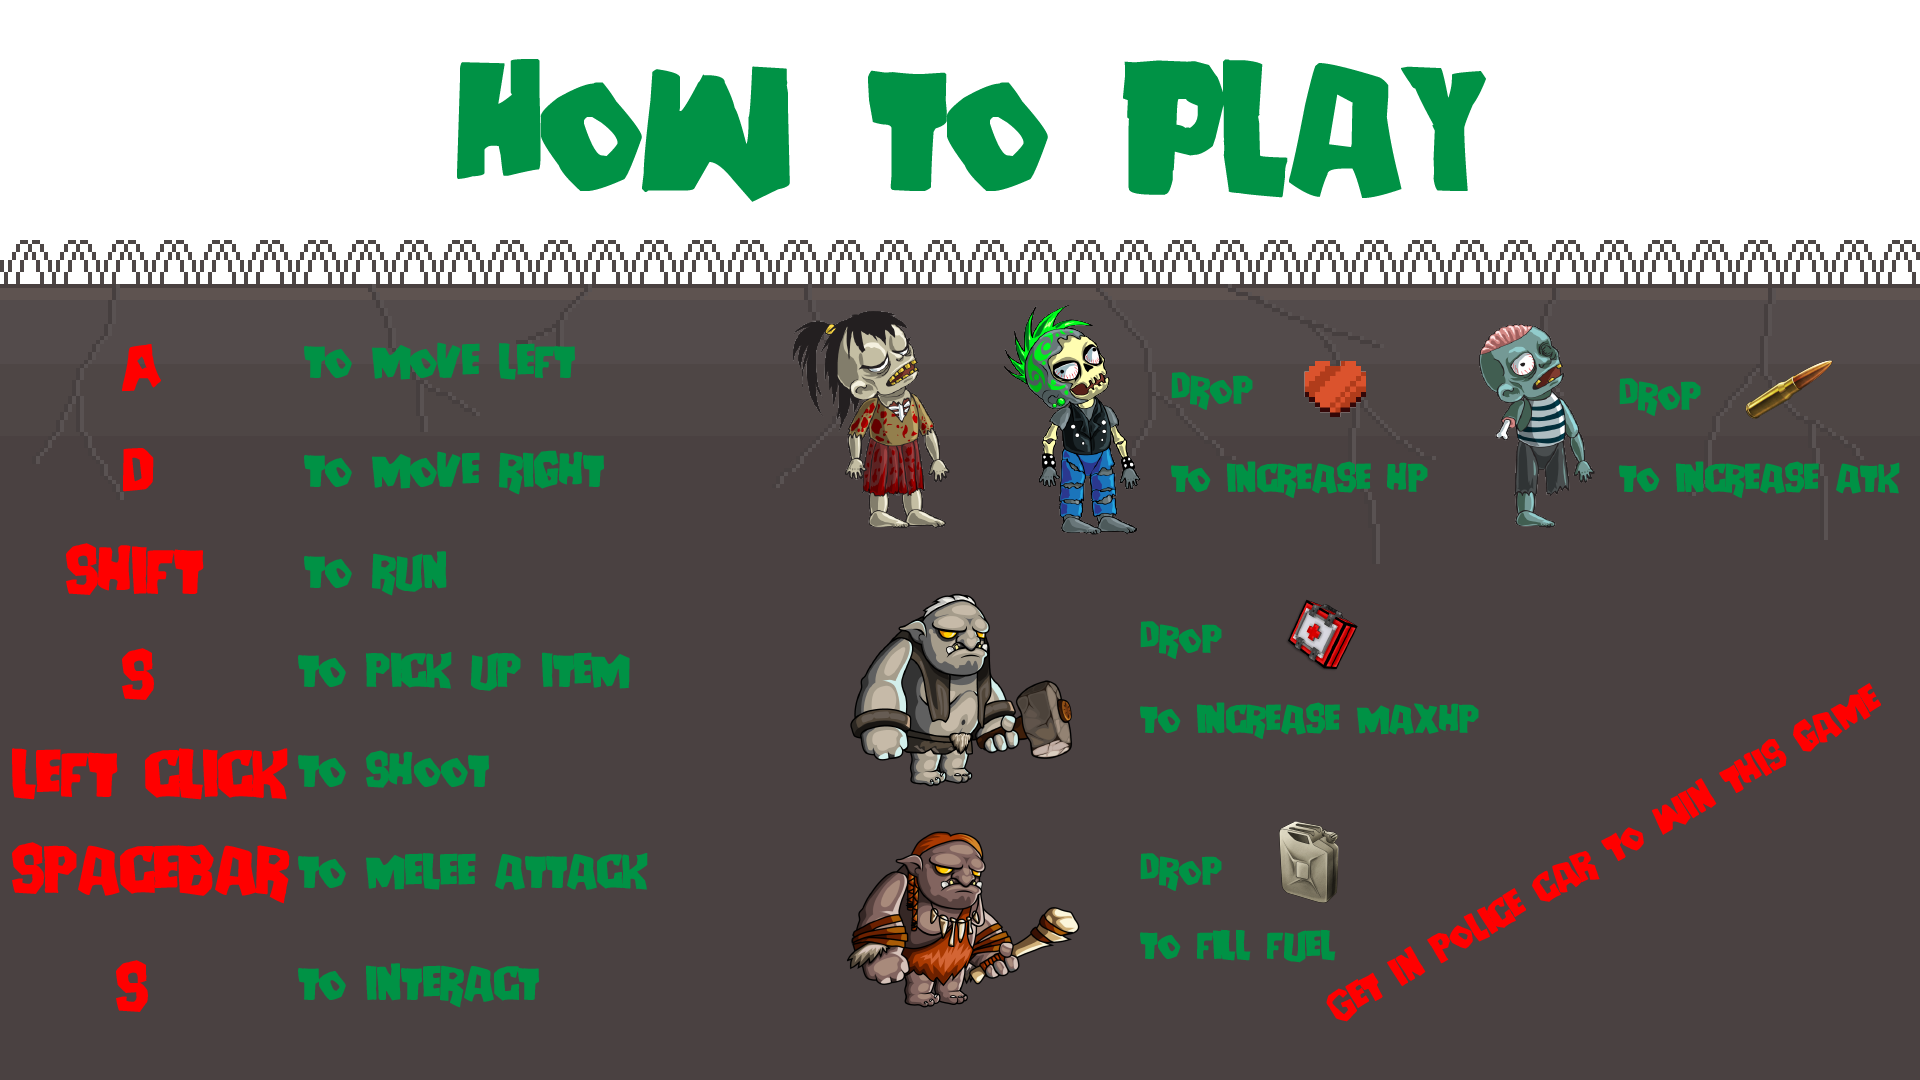 HOW TO PLAY
A TO MOVE LEFT
D TO MOVE RIGHT
SHIFT TO RUN
S TO PICK UP ITEM
LEFT CLICK TO SHOOT
SPACEBAR TO MELEE ATTACK
S TO INTERACT
DROP
TO INCREASE HP
DROP
TO INCREASE ATK
DROP
TO INCREASE MAXHP
DROP
TO FILL FUEL
GET IN POLICE CAR TO WIN THIS GAME